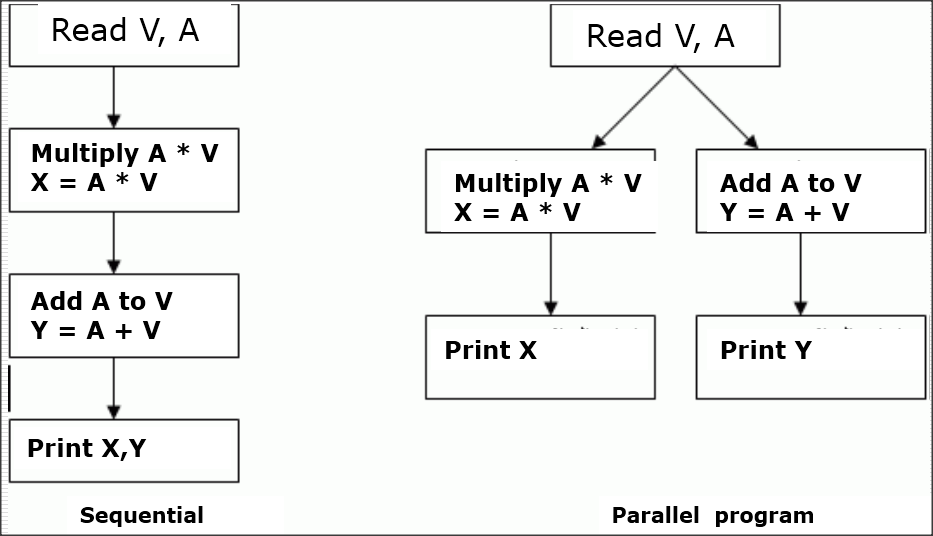 Read V, A
Multiply A * V
X = A * V
Add A to V
Y = A + V
Print X,Y
Sequential
Read V, A
Multiply A * V
X = A * V
Add A to V
Y = A + V
Print X
Print Y
Parallel program